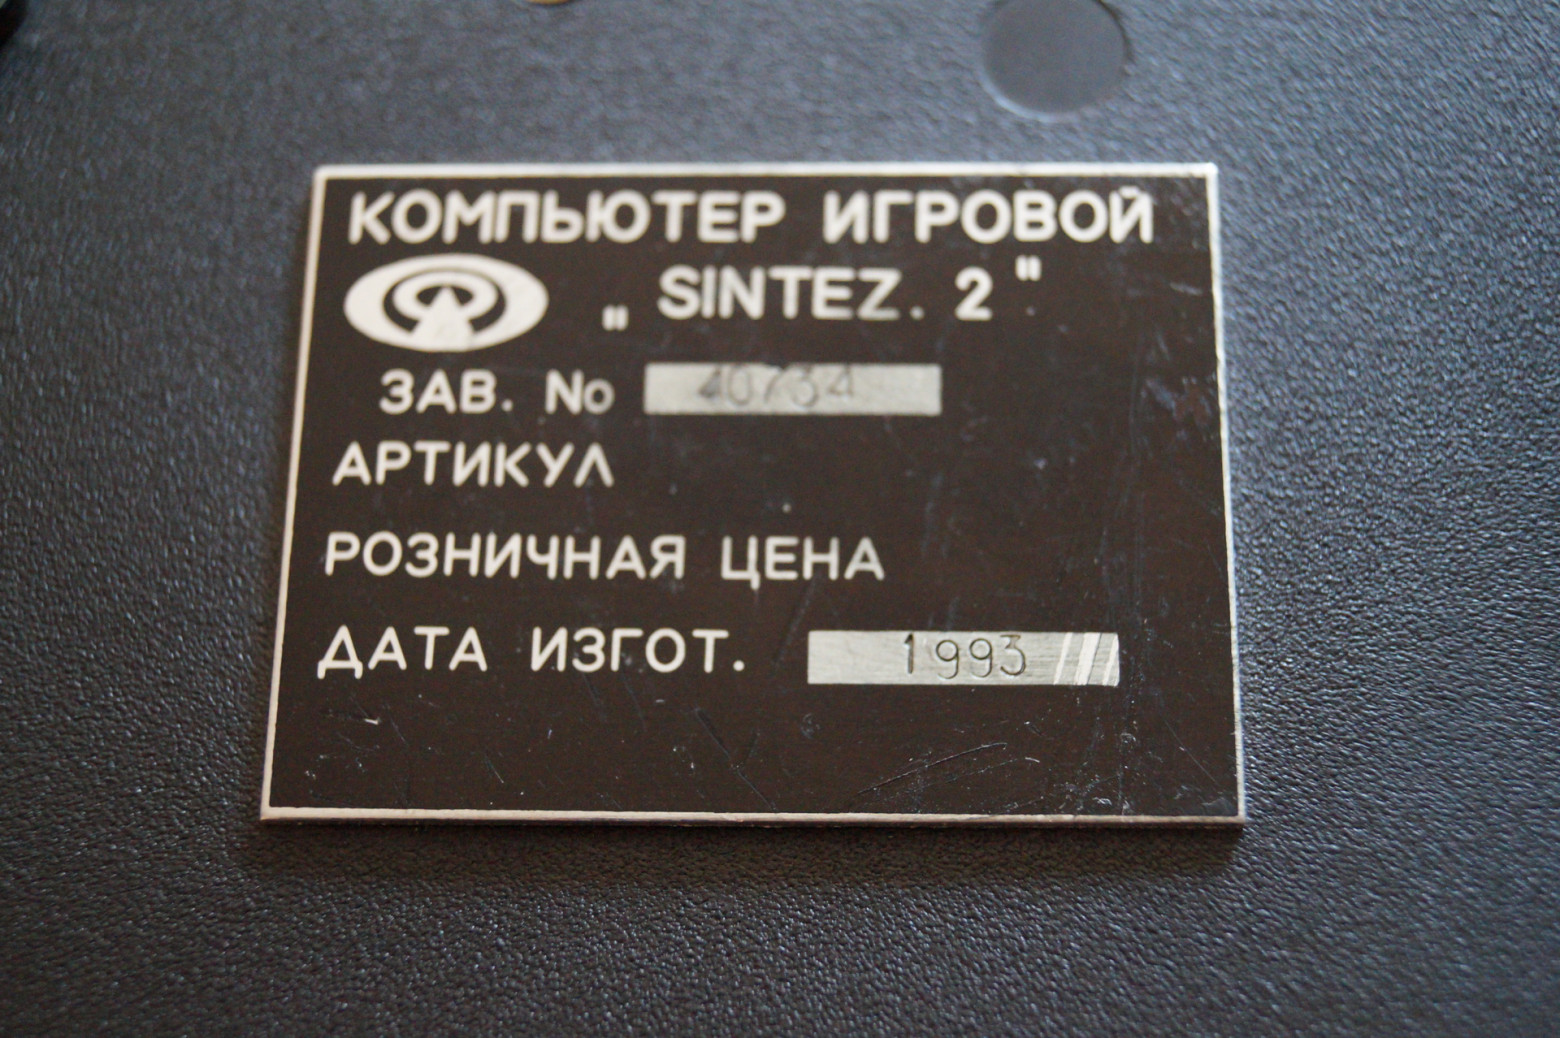 КОМПЬЮТЕР ИГРОВОЙ
„ SINTEZ. 2 "
ЗАВ. No 40734
АРТИКУЛ
РОЗНИЧНАЯ ЦЕНА
ДАТА ИЗГОТ. 1993